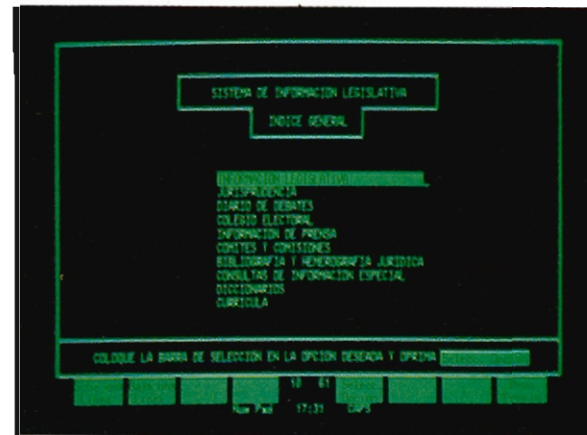 SISTEMA DE INFORMACION LEGISLATIVA
INDICE GENERAL
INFORMACION LEGISLATIVA
JURISPRUDENCIA
DIARIO DE DEBATES
COLEGIO ELECTORAL
INFORMACION DE PRENSA
COMITES Y COMISIONES
BIBLIOGRAFIA Y HEMEROGRAFIA JURIDICA
CONSULTAS DE INFORMACION ESPECIAL
DICCIONARIOS
CURRICULA
COLOQUE LA BARRA DE SELECCION EN LA OPCION DESEADA Y OPRIMA
10 61
Num Pad 17:31 CAPS